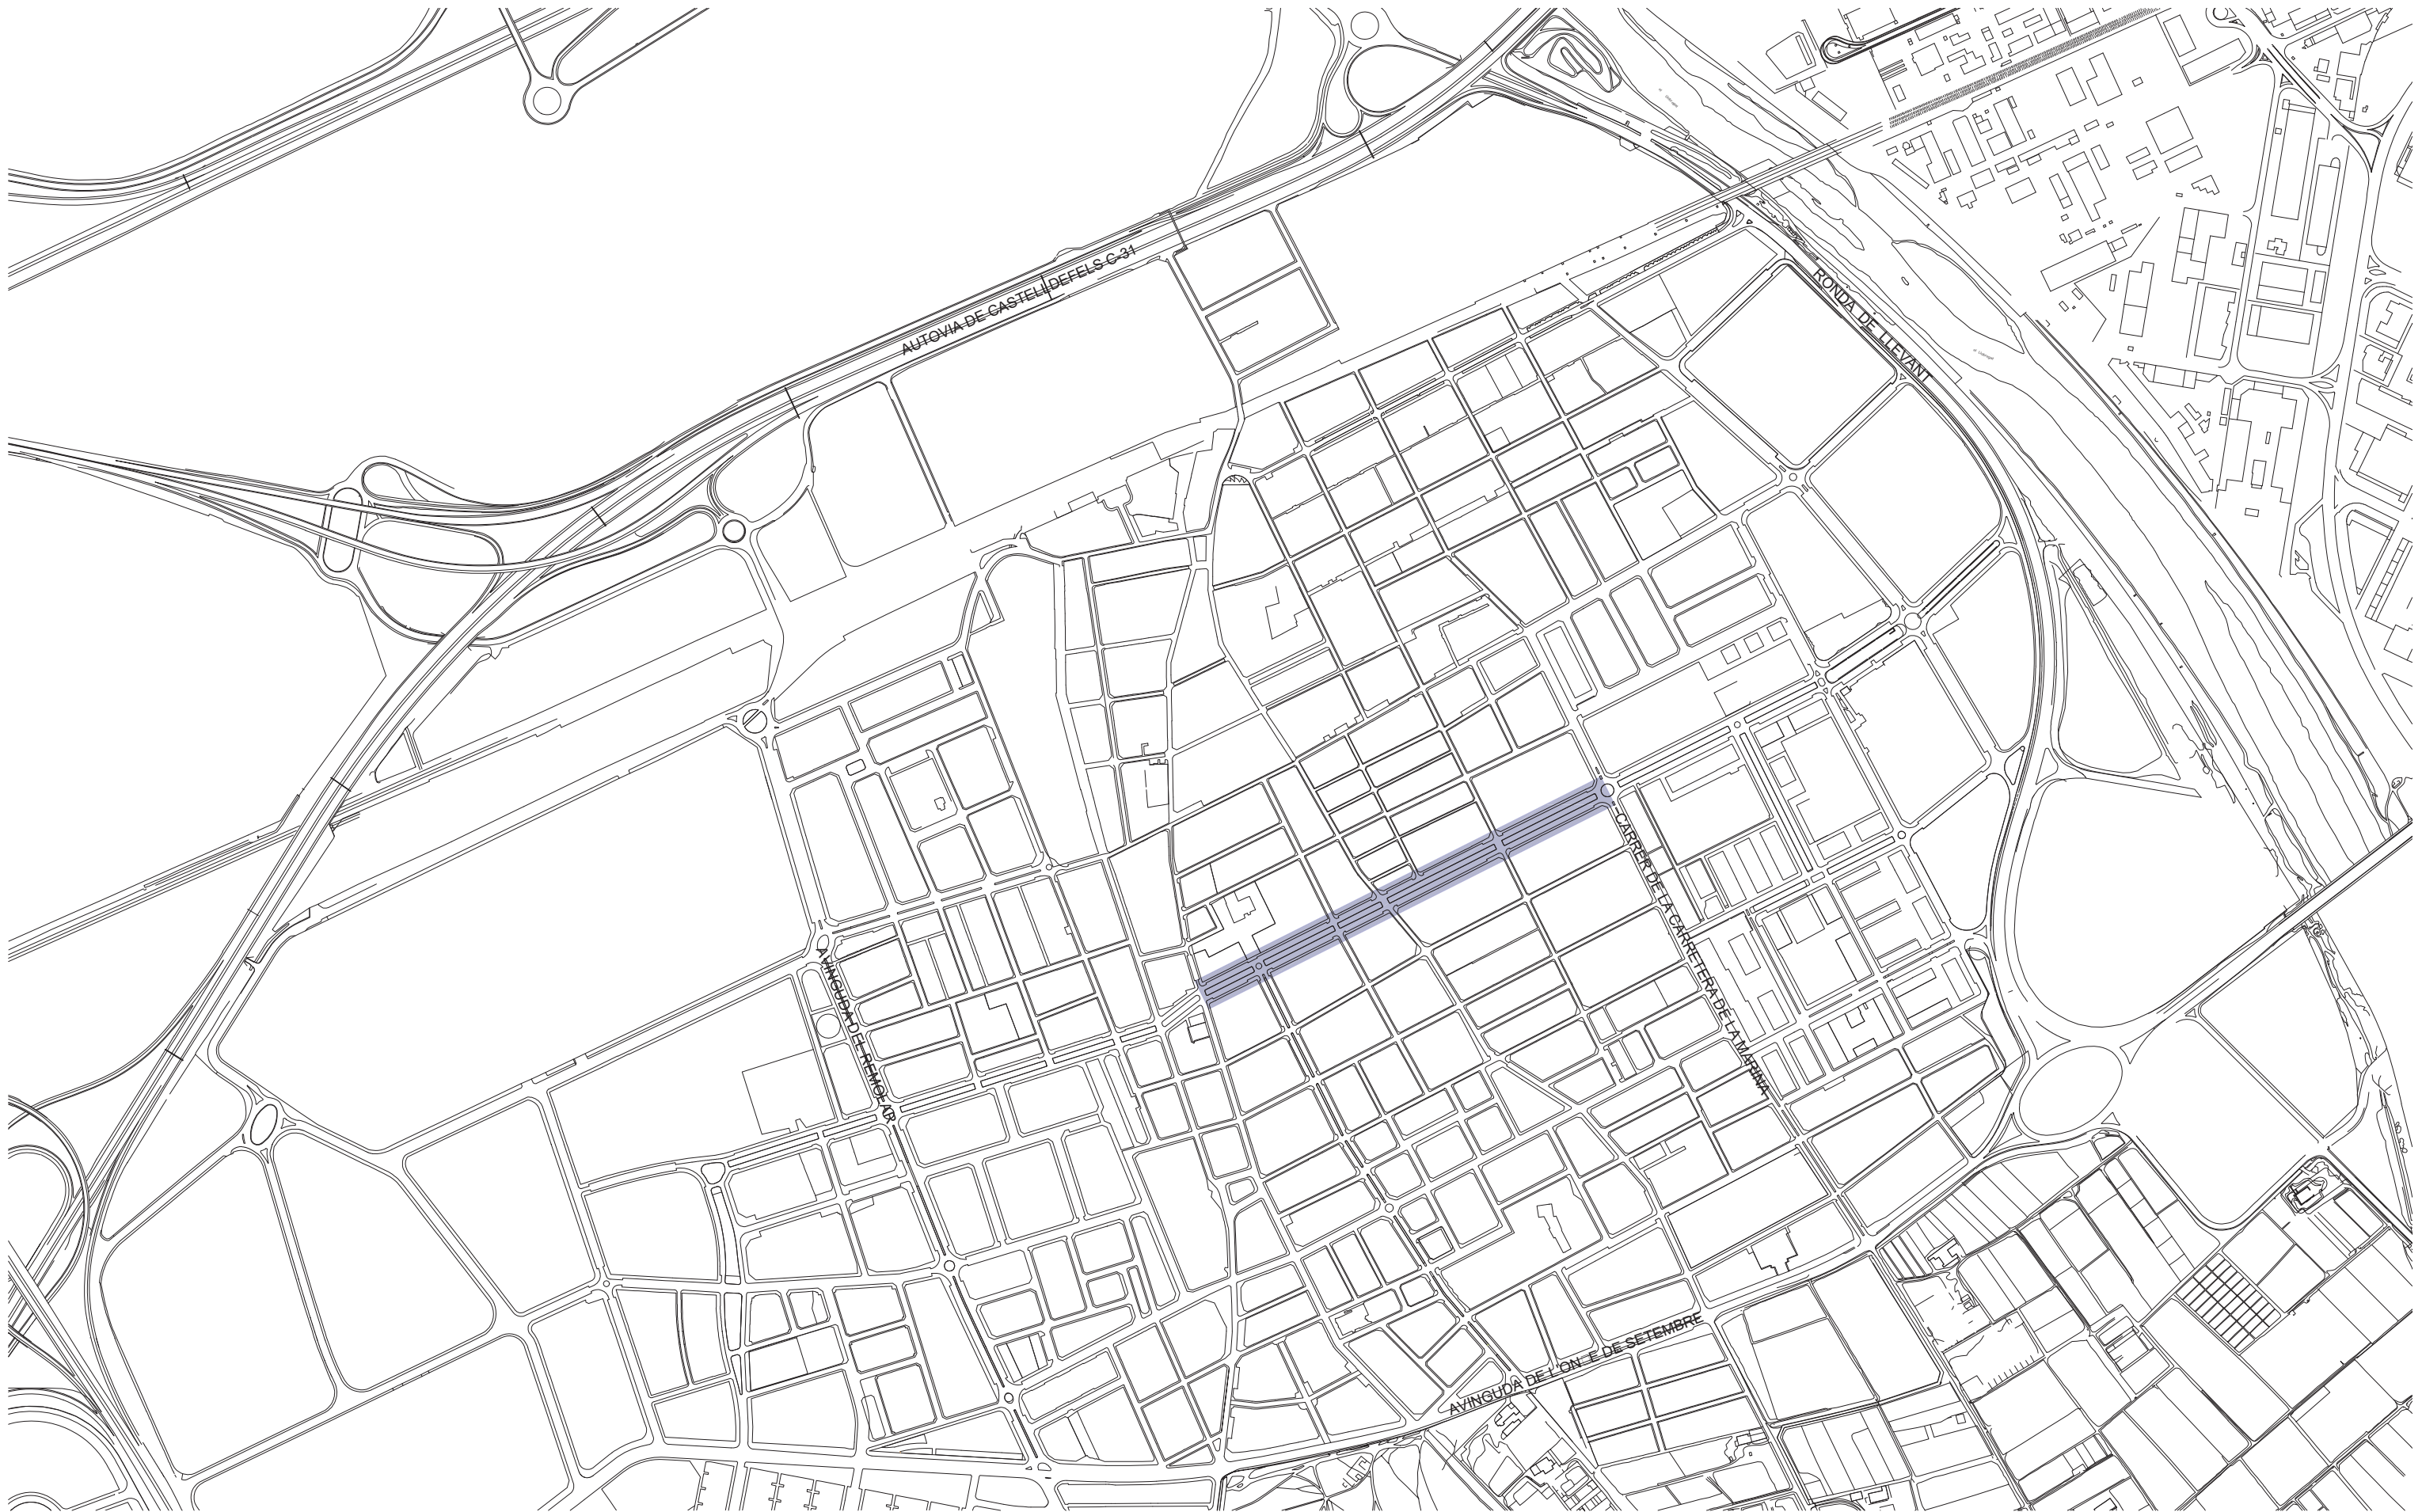 AUTOVIA DE CASTELLDEFELS C-31
RONDA DE LLEVANT
CARRER DE LA CARRETERA DE LA MARINA
AVINGUDA DEL REMOLAR
AVINGUDA DE L'ON E DE SETEMBRE